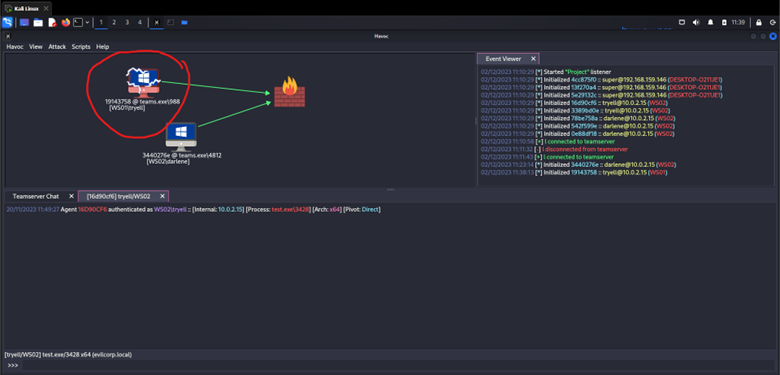 Kali Linux
1 2 3 4
11:39
Havoc
Havoc View Attack Scripts Help
19143758 @ teams.exe\988
[WS01\tryell]
3440276e @ teams.exe\4812
[WS02\darlene]
Event Viewer X
02/12/2023 11:10:29 [*] Started "Project" listener
02/12/2023 11:10:29 [*] Initialized 4cc875f0 :: super@192.168.159.146 (DESKTOP-O21UE1)
02/12/2023 11:10:29 [*] Initialized 13f270a4 :: super@192.168.159.146 (DESKTOP-O21UE1)
02/12/2023 11:10:29 [*] Initialized 5e29132c :: super@192.168.159.146 (DESKTOP-O21UE1)
02/12/2023 11:10:29 [*] Initialized 16d90cf6 :: tryell@10.0.2.15 (WS02)
02/12/2023 11:10:29 [*] Initialized 3389bd0e :: tryell@10.0.2.15 (WS02)
02/12/2023 11:10:29 [*] Initialized 78be758a :: darlene@10.0.2.15 (WS02)
02/12/2023 11:10:29 [*] Initialized 542f599e :: darlene@10.0.2.15 (WS02)
02/12/2023 11:10:29 [*] Initialized 0e88df18 :: darlene@10.0.2.15 (WS02)
02/12/2023 11:10:56 [+] I connected to teamserver
02/12/2023 11:11:32 [-] I disconnected from teamserver
02/12/2023 11:11:43 [+] I connected to teamserver
02/12/2023 11:23:14 [*] Initialized 3440276e :: darlene@10.0.2.15 (WS02)
02/12/2023 11:38:13 [*] Initialized 19143758 :: tryell@10.0.2.15 (WS01)
Teamserver Chat X [16d90cf6] tryell/WS02 X
20/11/2023 11:49:27 Agent 16D90CF6 authenticated as WS02\tryell :: [Internal: 10.0.2.15] [Process: test.exe\3428] [Arch: x64] [Pivot: Direct]
[tryell/WS02] test.exe/3428 x64 (evilcorp.local)
>>>